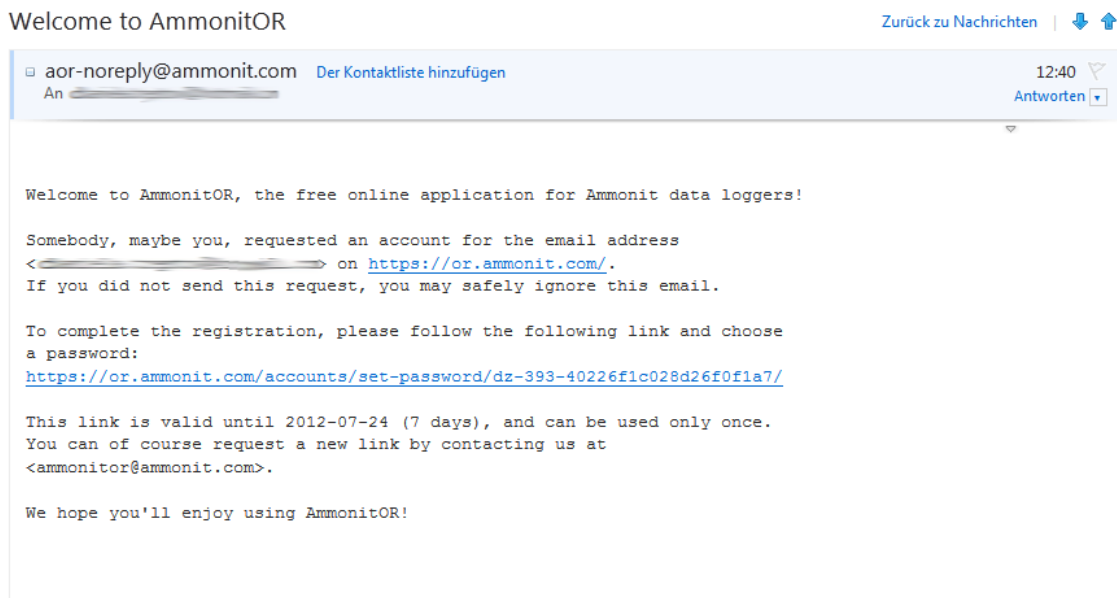 Welcome to AmmonitOR
Zurück zu Nachrichten |
aor-noreply@ammonit.com Der Kontaktliste hinzufügen
12:40
An
Antworten
Welcome to AmmonitOR, the free online application for Ammonit data loggers!
Somebody, maybe you, requested an account for the email address
< > on https://or.ammonit.com/.
If you did not send this request, you may safely ignore this email.
To complete the registration, please follow the following link and choose
a password:
https://or.ammonit.com/accounts/set-password/dz-393-40226f1c028d26f0f1a7/
This link is valid until 2012-07-24 (7 days), and can be used only once.
You can of course request a new link by contacting us at
<ammonitor@ammonit.com>.
We hope you'll enjoy using AmmonitOR!